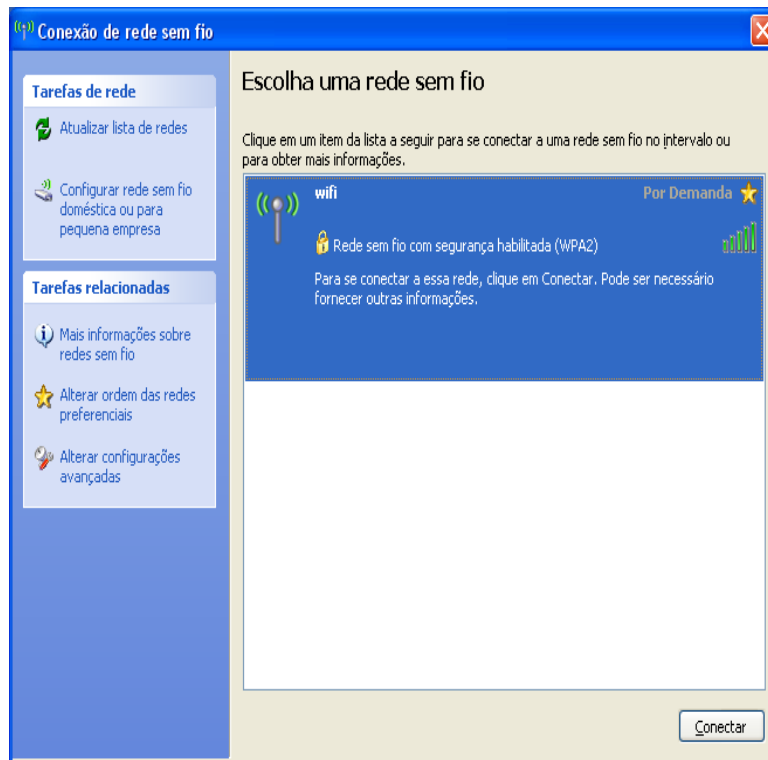 Conexão de rede sem fio
Tarefas de rede
Atualizar lista de redes
Configurar rede sem fio
doméstica ou para
pequena empresa
Tarefas relacionadas
Mais informações sobre
redes sem fio
Alterar ordem das redes
preferenciais
Alterar configurações
avançadas
Escolha uma rede sem fio
Clique em um item da lista a seguir para se conectar a uma rede sem fio no intervalo ou
para obter mais informações.
wifi Por Demanda
Rede sem fio com segurança habilitada (WPA2)
Para se conectar a essa rede, clique em Conectar. Pode ser necessário
fornecer outras informações.
Conectar